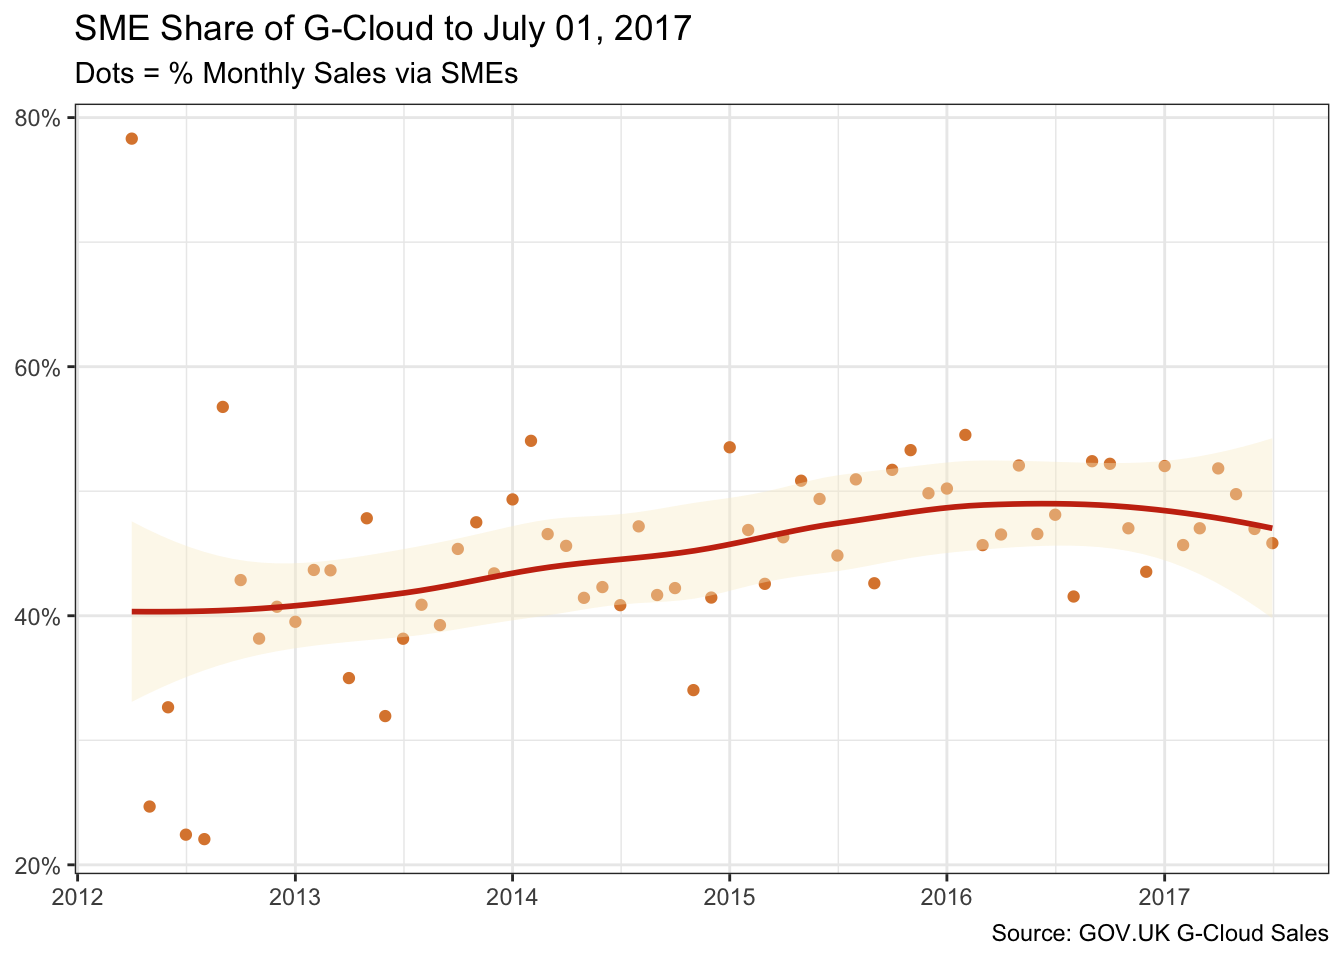 SME Share of G-Cloud to July 01, 2017
Dots = % Monthly Sales via SMEs
80%
60%
40%
20%
2012 2013 2014 2015 2016 2017
Source: GOV.UK G-Cloud Sales